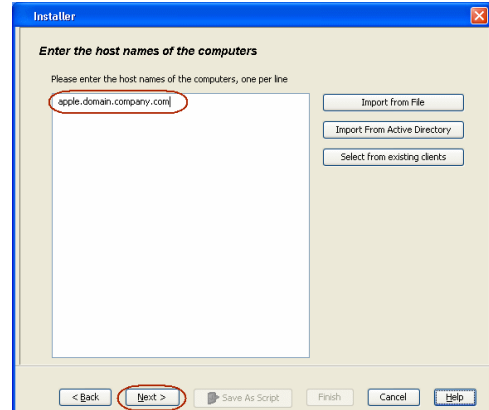 Installer
Enter the host names of the computers
Please enter the host names of the computers, one per line
apple.domain.company.com
Import from File
Import From Active Directory
Select from existing clients
< Back Next > Save As Script Finish Cancel Help